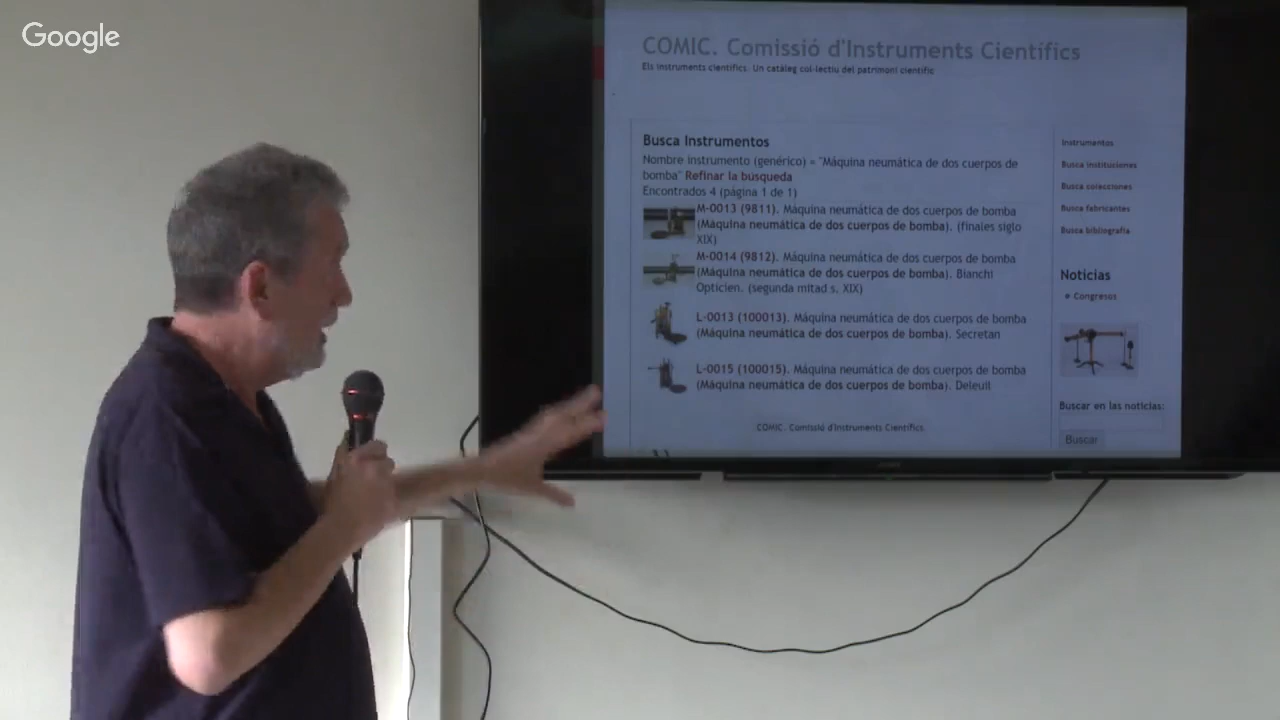 Google
COMIC. Comissió d'Instruments Científics
Els instruments científics. Un catàleg col·lectiu del patrimoni científic
Busca Instrumentos
Nombre instrumento (genérico) = "Máquina neumática de dos cuerpos de
bomba" Refinar la búsqueda
Encontrados 4 (página 1 de 1)
M-0013 (9811). Máquina neumática de dos cuerpos de bomba
(Máquina neumática de dos cuerpos de bomba). (finales siglo
XIX)
M-0014 (9812). Máquina neumática de dos cuerpos de bomba
(Máquina neumática de dos cuerpos de bomba). Bianchi
Opticien. (segunda mitad s. XIX)
L-0013 (100013). Máquina neumática de dos cuerpos de bomba
(Máquina neumática de dos cuerpos de bomba). Secretan
L-0015 (100015). Máquina neumática de dos cuerpos de bomba
(Máquina neumática de dos cuerpos de bomba). Deleuil
COMIC. Comissió d'Instruments Científics
Instrumentos
Busca instituciones
Busca colecciones
Busca fabricantes
Busca bibliografía
Noticias
Congresos
Buscar en las noticias:
Buscar